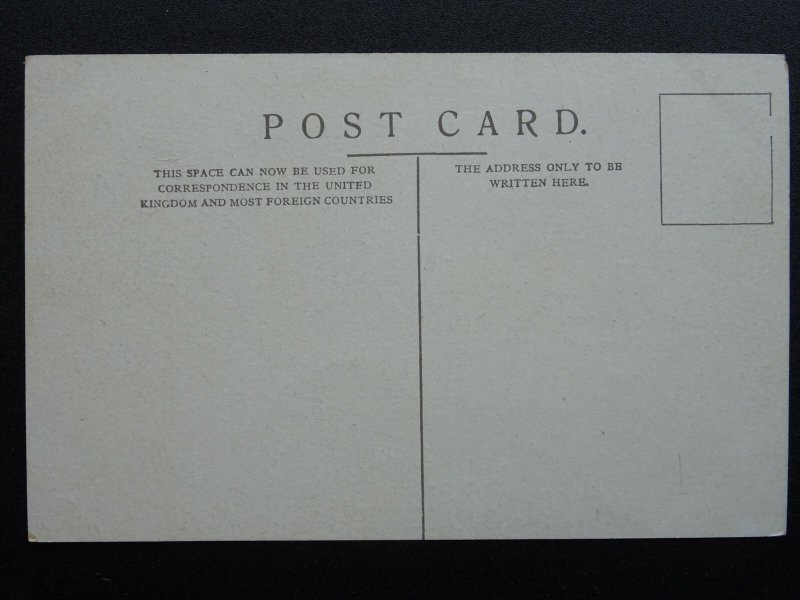 POST CARD.
THIS SPACE CAN NOW BE USED FOR
CORRESPONDENCE IN THE UNITED
KINGDOM AND MOST FOREIGN COUNTRIES
THE ADDRESS ONLY TO BE
WRITTEN HERE.